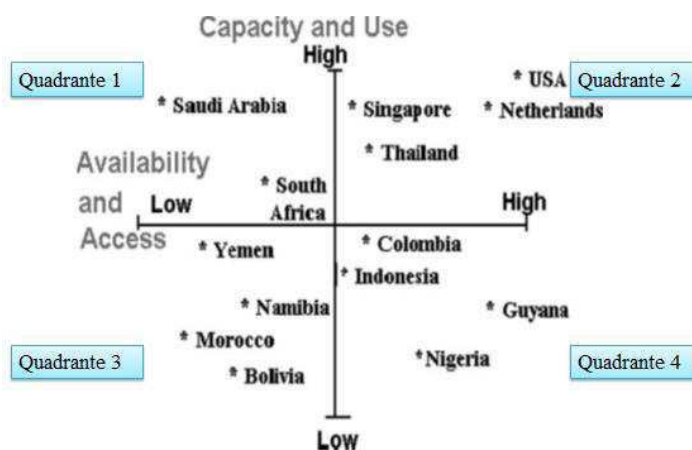 Capacity and Use
High
Quadrante 1
Quadrante 2
* USA
* Saudi Arabia
* Singapore
* Netherlands
* Thailand
Availability
and
Access
* South
Africa
Low
High
* Yemen
* Colombia
* Indonesia
* Namibia
* Guyana
* Morocco
* Nigeria
* Bolivia
Quadrante 3
Quadrante 4
Low